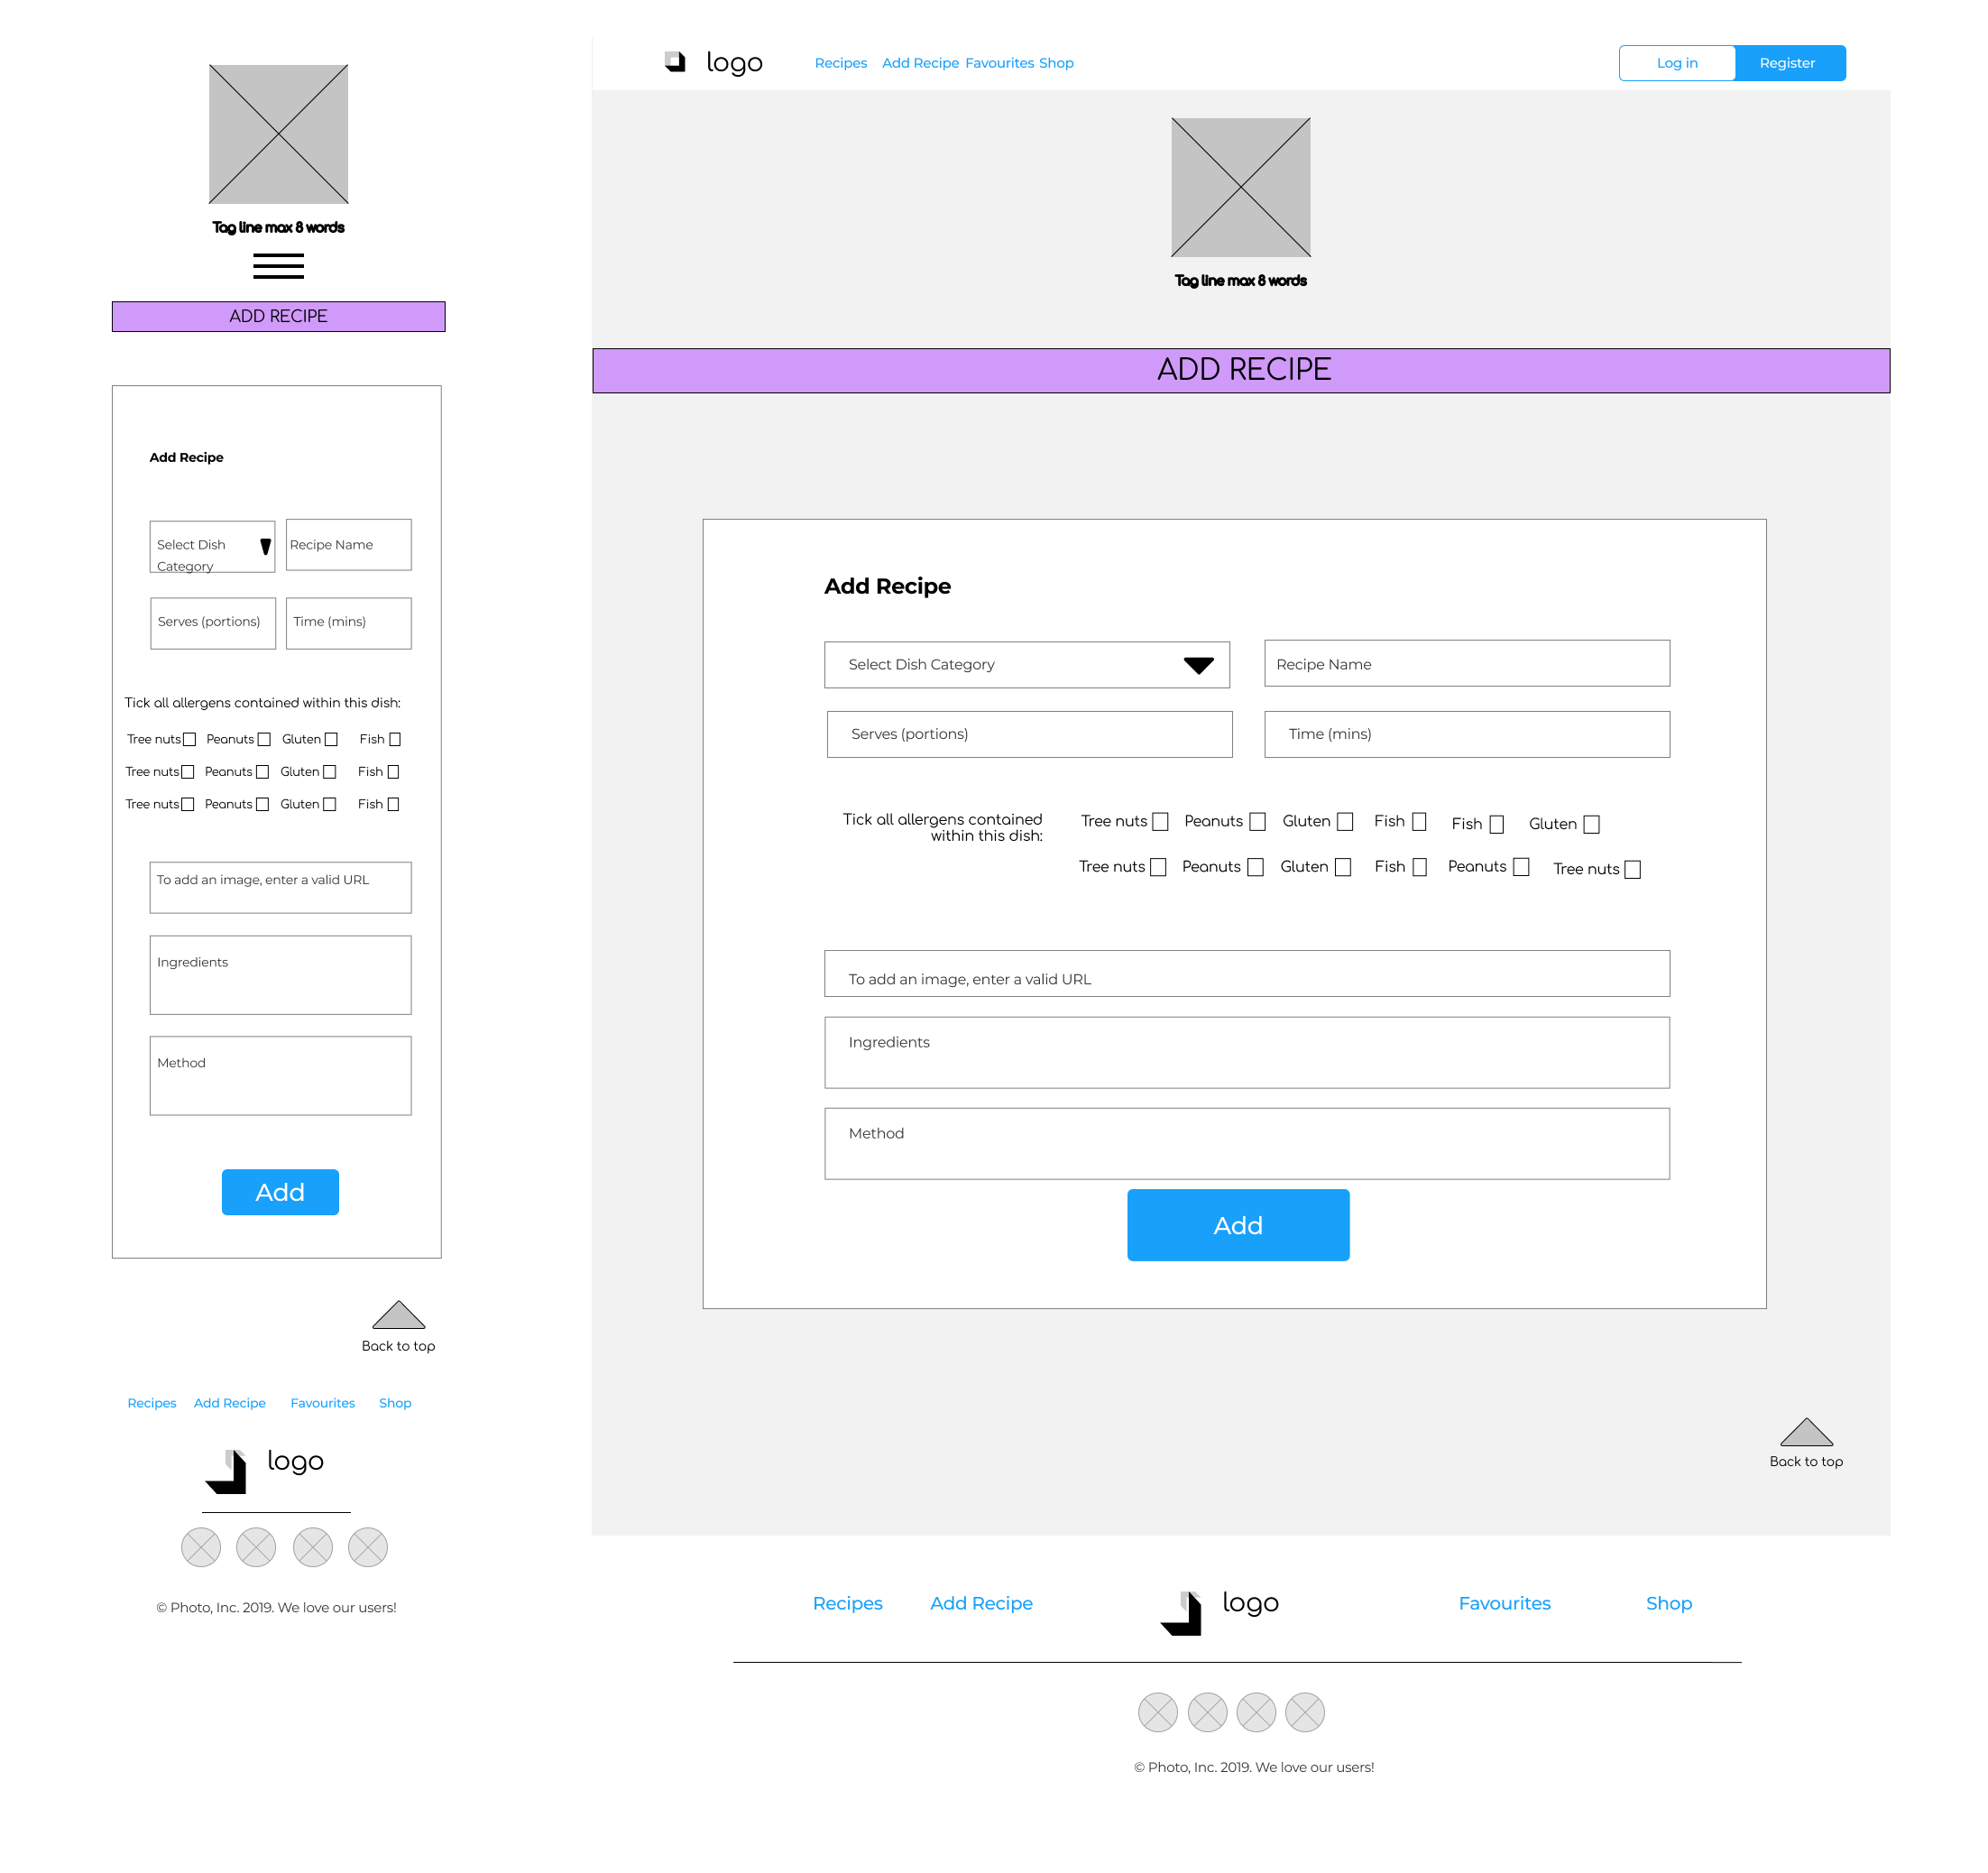 Tag line max 8 words
ADD RECIPE
Add Recipe
Select Dish
Category
Recipe Name
Serves (portions)
Time (mins)
Tick all allergens contained within this dish:
Tree nuts Peanuts Gluten Fish
Tree nuts Peanuts Gluten Fish
Tree nuts Peanuts Gluten Fish
To add an image, enter a valid URL
Ingredients
Method
Add
Back to top
Recipes Add Recipe Favourites Shop
logo
© Photo, Inc. 2019. We love our users!
logo
Recipes Add Recipe Favourites Shop
Log in
Register
Tag line max 8 words
ADD RECIPE
Add Recipe
Select Dish Category
Recipe Name
Serves (portions)
Time (mins)
Tick all allergens contained
within this dish:
Tree nuts Peanuts Gluten Fish Fish Gluten
Tree nuts Peanuts Gluten Fish Peanuts Tree nuts
To add an image, enter a valid URL
Ingredients
Method
Add
Back to top
Recipes Add Recipe logo Favourites Shop
© Photo, Inc. 2019. We love our users!